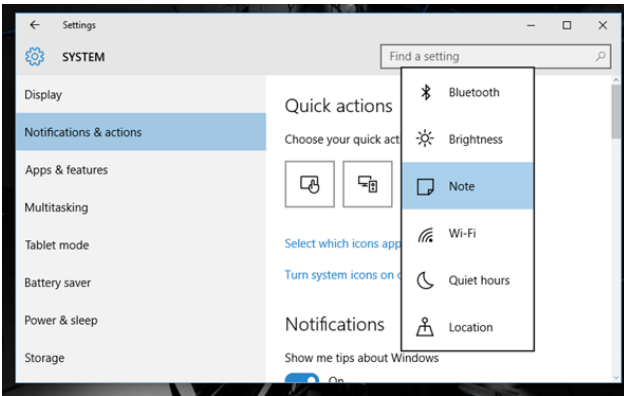 Settings
SYSTEM
Find a setting
Display
Notifications & actions
Apps & features
Multitasking
Tablet mode
Battery saver
Power & sleep
Storage
Quick actions
Choose your quick act
Select which icons app
Turn system icons on
Notifications
Show me tips about Windows
On
Bluetooth
Brightness
Note
Wi-Fi
Quiet hours
Location